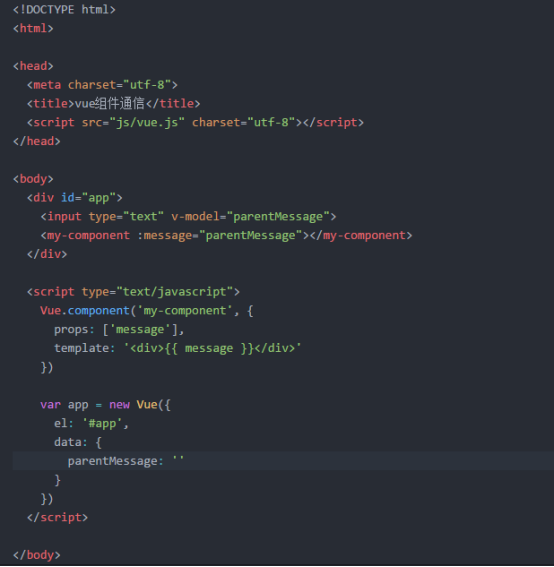 <!DOCTYPE html>
<html>
<head>
<meta charset="utf-8">
<title>vue组件通信</title>
<script src="js/vue.js" charset="utf-8"></script>
</head>
<body>
<div id="app">
<input type="text" v-model="parentMessage">
<my-component :message="parentMessage"></my-component>
</div>
<script type="text/javascript">
Vue.component('my-component', {
props: ['message'],
template: '<div>{{ message }}</div>'
})
var app = new Vue({
el: '#app',
data: {
parentMessage: ''
}
})
</script>
</body>